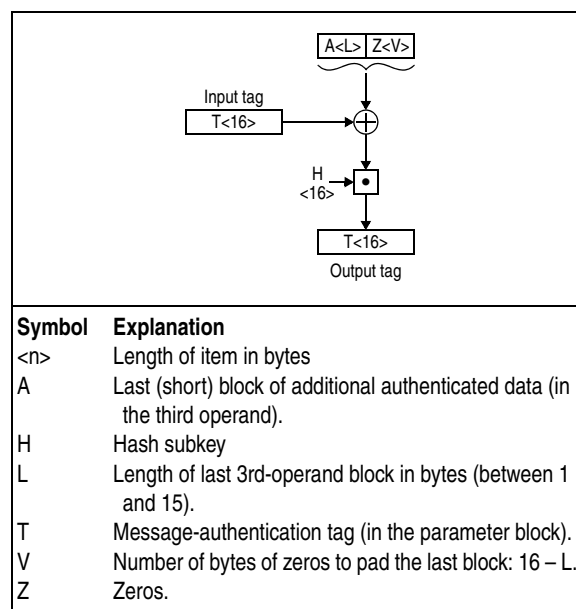 A<L> Z<V>
Input tag
T<16>
H
<16>
T<16>
Output tag
Symbol Explanation
<n> Length of item in bytes
A Last (short) block of additional authenticated data (in
the third operand).
H Hash subkey
L Length of last 3rd-operand block in bytes (between 1
and 15).
T Message-authentication tag (in the parameter block).
V Number of bytes of zeros to pad the last block: 16 – L.
Z Zeros.